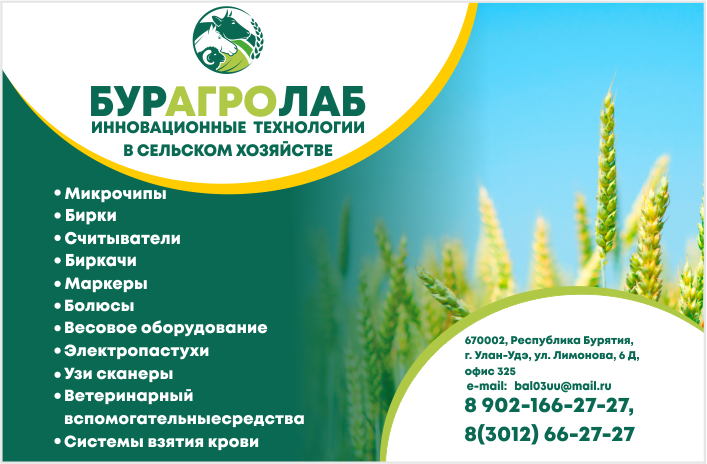 БУРАГРОЛАБ
ИННОВАЦИОННЫЕ ТЕХНОЛОГИИ
В СЕЛЬСКОМ ХОЗЯЙСТВЕ
• Микрочипы
• Бирки
• Считыватели
• Биркачи
• Маркеры
• Болюсы
• Весовое оборудование
• Электропастухи
• Узи сканеры
• Ветеринарный
вспомогательныесредства
• Системы взятия крови
670002, Республика Бурятия,
г. Улан-Удэ, ул. Лимонова, 6 Д,
офис 325
e-mail: bal03uu@mail.ru
8 902-166-27-27,
8(3012) 66-27-27